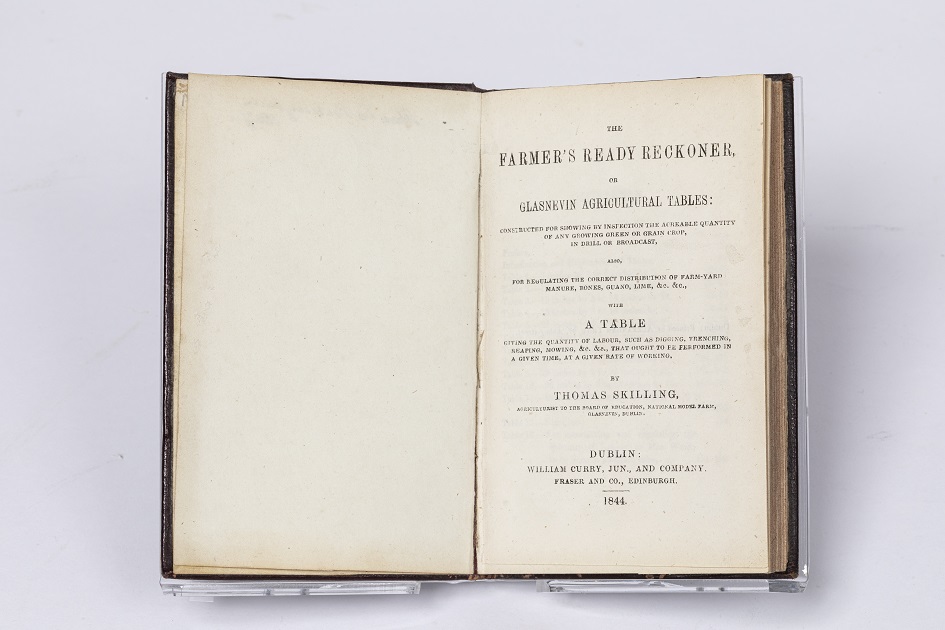 THE
FARMER'S READY RECKONER,
OR
GLASNEVIN AGRICULTURAL TABLES:
CONSTRUCTED FOR SHOWING BY INSPECTION THE ACREABLE QUANTITY
OF ANY GROWING GREEN OR GRAIN CROP,
IN DRILL OR BROADCAST,
ALSO,
FOR REGULATING THE CORRECT DISTRIBUTION OF FARM-YARD
MANURE, BONES, GUANO, LIME, &c. &c.,
WITH
A TABLE
GIVING THE QUANTITY OF LABOUR, SUCH AS DIGGING, TRENCHING,
REAPING, MOWING, &c. &c., THAT OUGHT TO BE PERFORMED IN
A GIVEN TIME, AT A GIVEN RATE OF WORKING,
BY
THOMAS SKILLING,
AGRICULTURIST TO THE BOARD OF EDUCATION, NATIONAL MODEL FARM,
GLASNEVIN, DUBLIN.
DUBLIN:
WILLIAM CURRY, JUN., AND COMPANY.
FRASER AND CO., EDINBURGH.
1844.